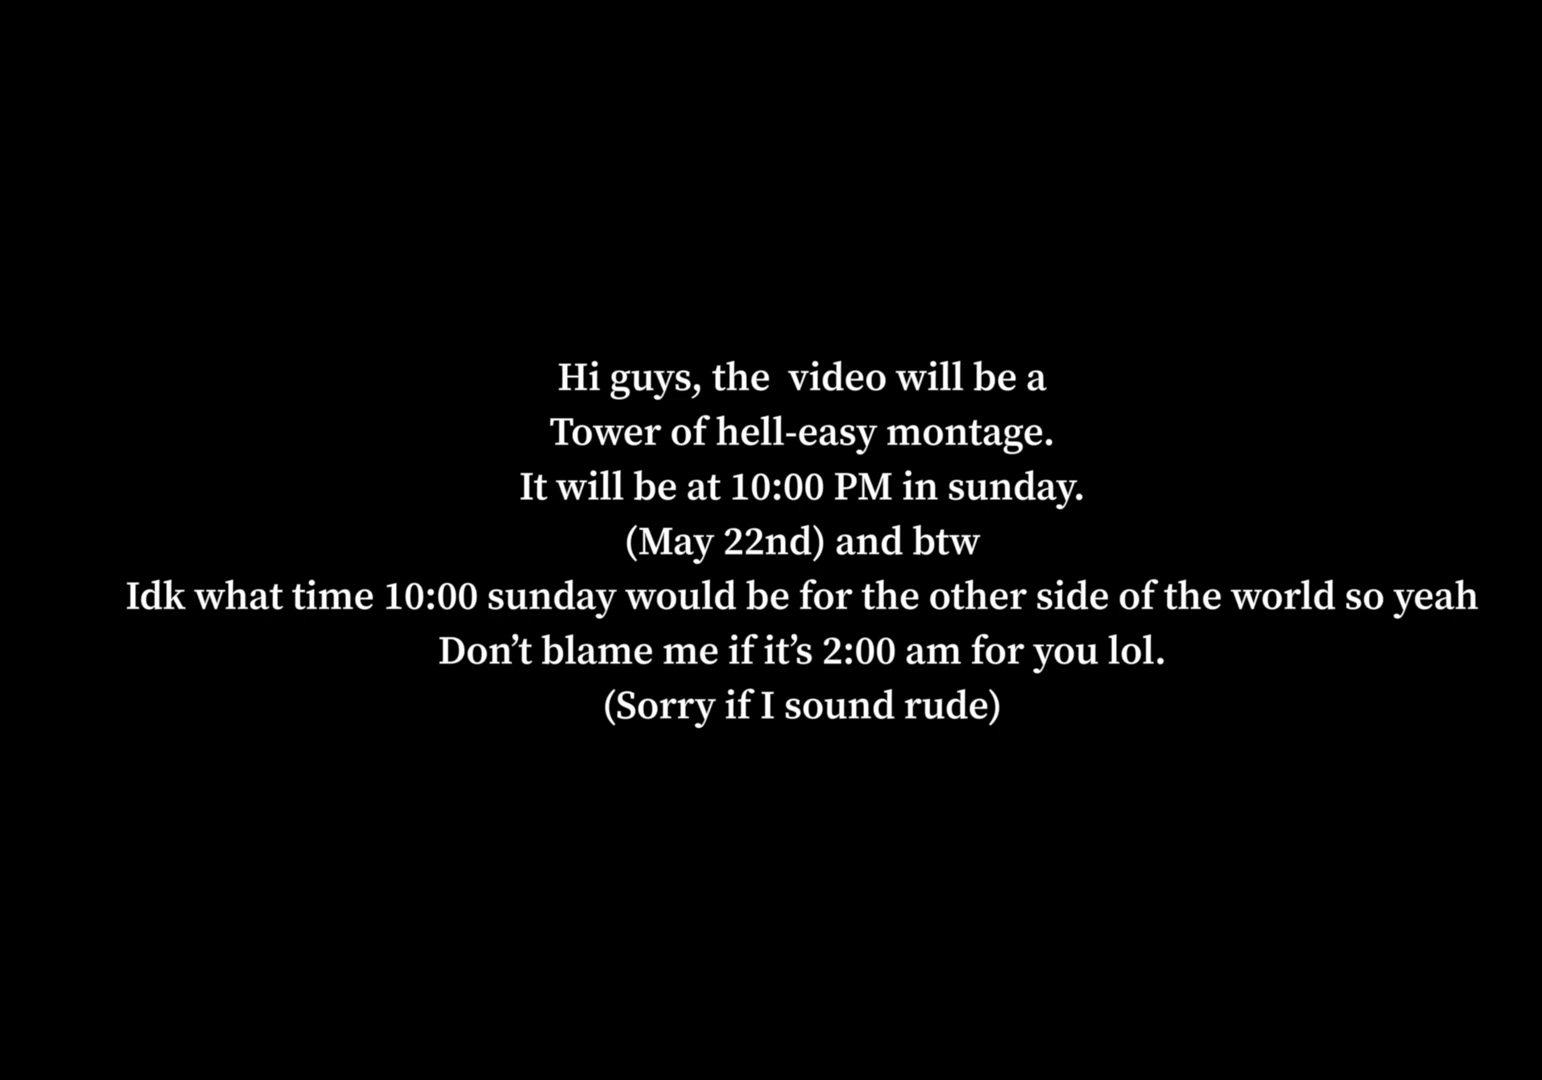 Hi guys, the  video will be a
Tower of hell-easy montage.
It will be at 10:00 PM in sunday.
(May 22nd) and btw
Idk what time 10:00 sunday would be for the other side of the world so yeah
Don’t blame me if it’s 2:00 am for you lol.
(Sorry if I sound rude)